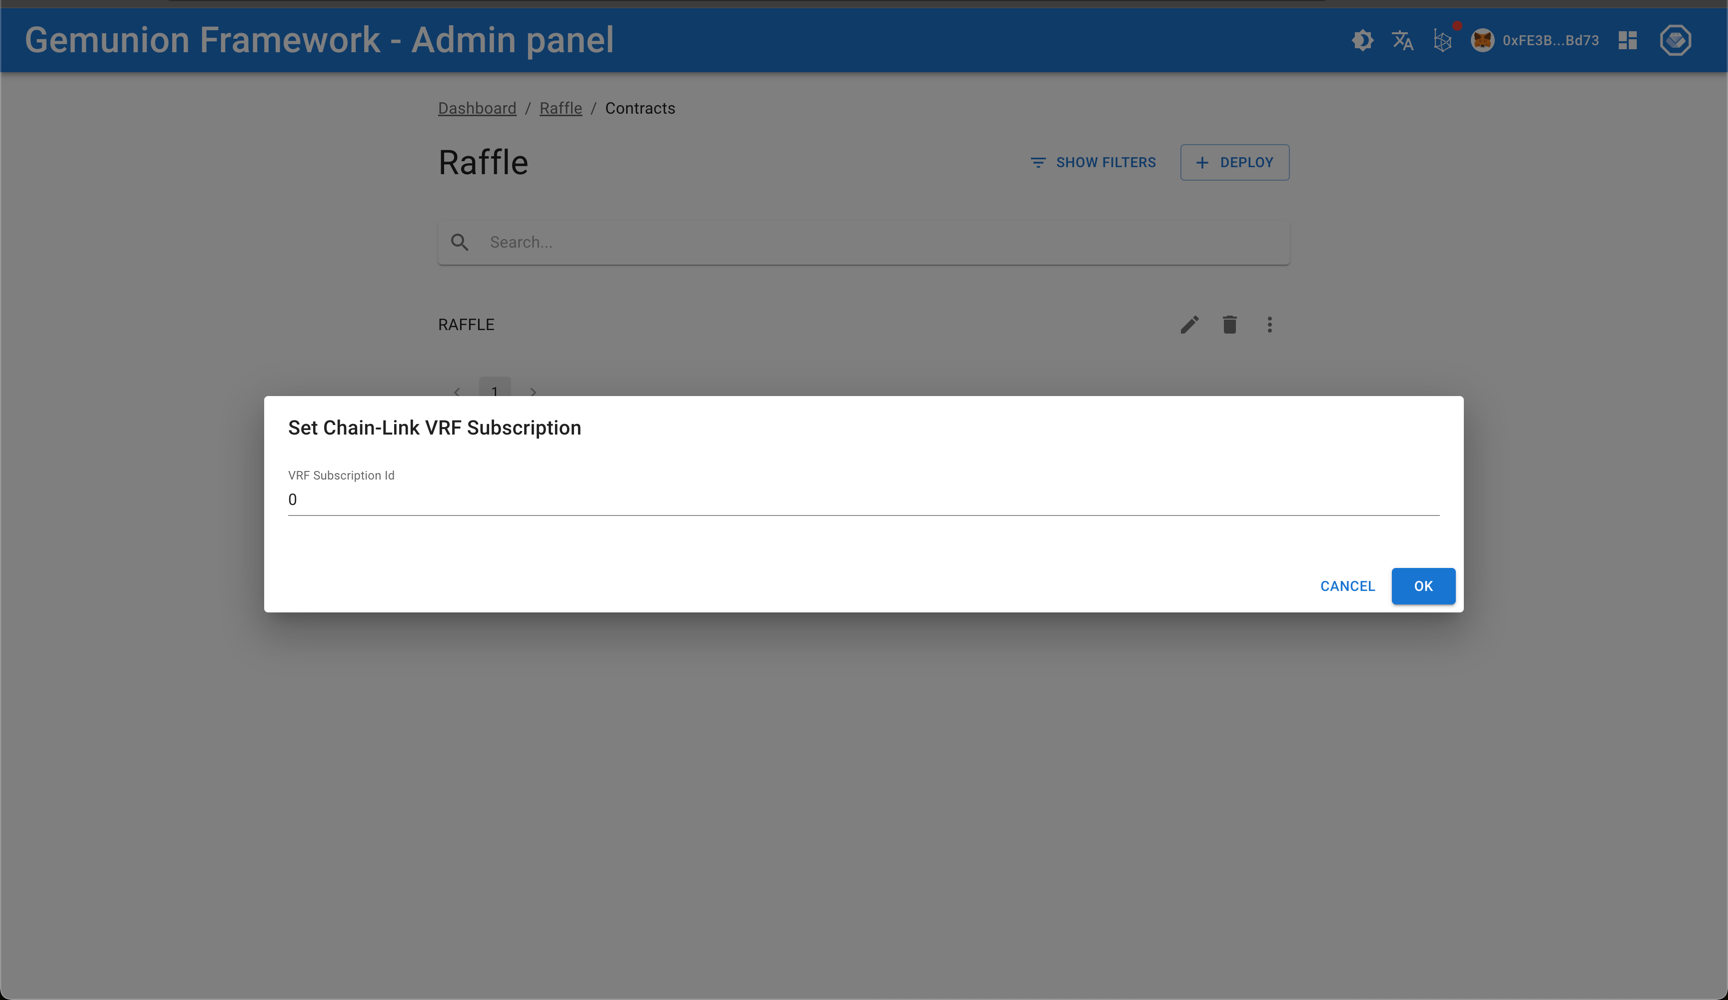 Gemunion Framework - Admin panel
0xFE3B...Bd73
Dashboard / Raffle / Contracts
Raffle
SHOW FILTERS
DEPLOY
Search...
RAFFLE
1
Set Chain-Link VRF Subscription
VRF Subscription Id
0
CANCEL
OK